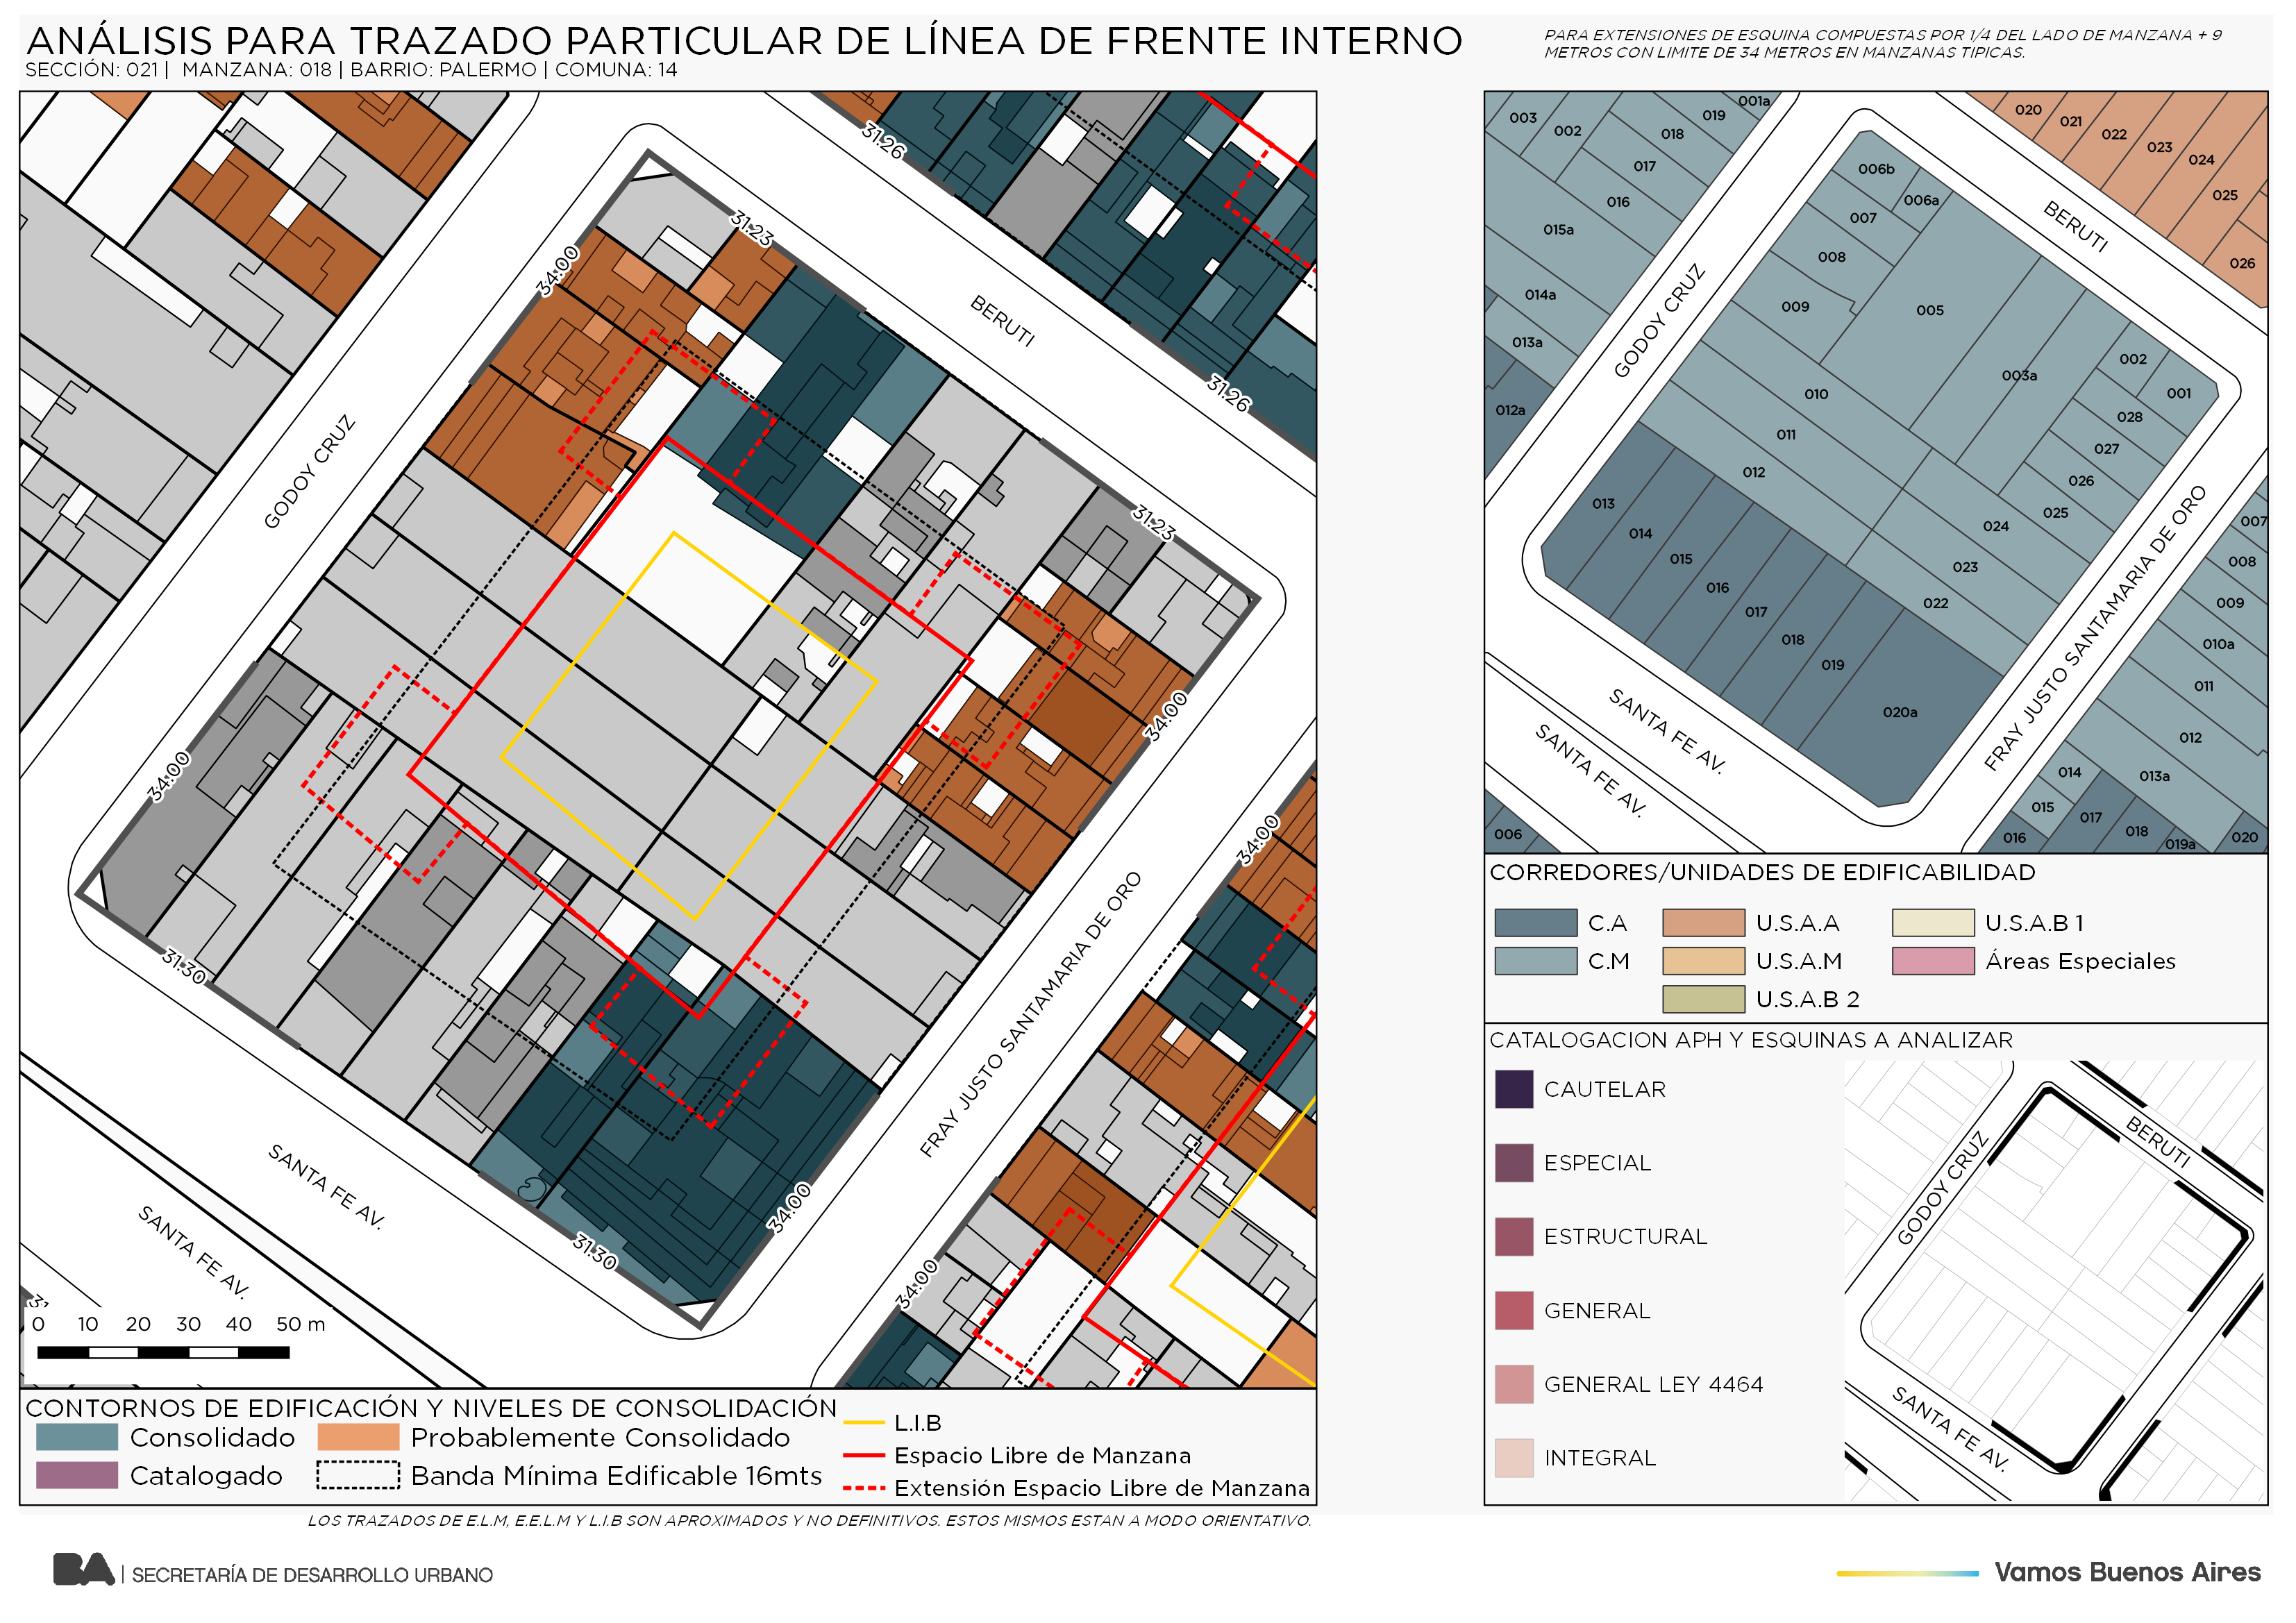 ANÁLISIS PARA TRAZADO PARTICULAR DE LÍNEA DE FRENTE INTERNO
SECCIÓN: 021 | MANZANA: 018 | BARRIO: PALERMO | COMUNA: 14
PARA EXTENSIONES DE ESQUINA COMPUESTAS POR 1/4 DEL LADO DE MANZANA + 9
METROS CON LIMITE DE 34 METROS EN MANZANAS TIPICAS.
31.26
31.23
34:00
BERUTI
31.26
GODOY CRUZ
31.23
34:00
34:00
34:00
31.30
FRAY JUSTO SANTAMARIA DE ORO
SANTA FE AV.
34:00
31.30
SANTA FE AV.
34:00
31
0 10 20 30 40 50 m
CONTORNOS DE EDIFICACIÓN Y NIVELES DE CONSOLIDACIÓN
Consolidado
Probablemente Consolidado
Catalogado
Banda Mínima Edificable 16mts
L.I.B
Espacio Libre de Manzana
Extensión Espacio Libre de Manzana
LOS TRAZADOS DE E.L.M, E.E.L.M Y L.I.B SON APROXIMADOS Y NO DEFINITIVOS. ESTOS MISMOS ESTAN A MODO ORIENTATIVO.
003
002
001a
019
018
017
016
015a
014a
013a
012a
020
021
022
023
024
025
026
BERUTI
GODOY CRUZ
006b
006a
007
008
009
005
003a
002
001
028
027
026
025
024
023
022
010
011
012
013
014
015
016
017
018
019
020a
SANTA FE AV.
SANTA FE AV.
FRAY JUSTO SANTAMARIA DE ORO
007
008
009
010a
011
012
013a
014
015
016
017
018
019a
020
006
CORREDORES/UNIDADES DE EDIFICABILIDAD
C.A
U.S.A.A
U.S.A.B 1
C.M
U.S.A.M
Áreas Especiales
U.S.A.B 2
CATALOGACION APH Y ESQUINAS A ANALIZAR
CAUTELAR
ESPECIAL
ESTRUCTURAL
GENERAL
GENERAL LEY 4464
INTEGRAL
BERUTI
GODOY CRUZ
SANTA FE AV.
BA | SECRETARÍA DE DESARROLLO URBANO
Vamos Buenos Aires